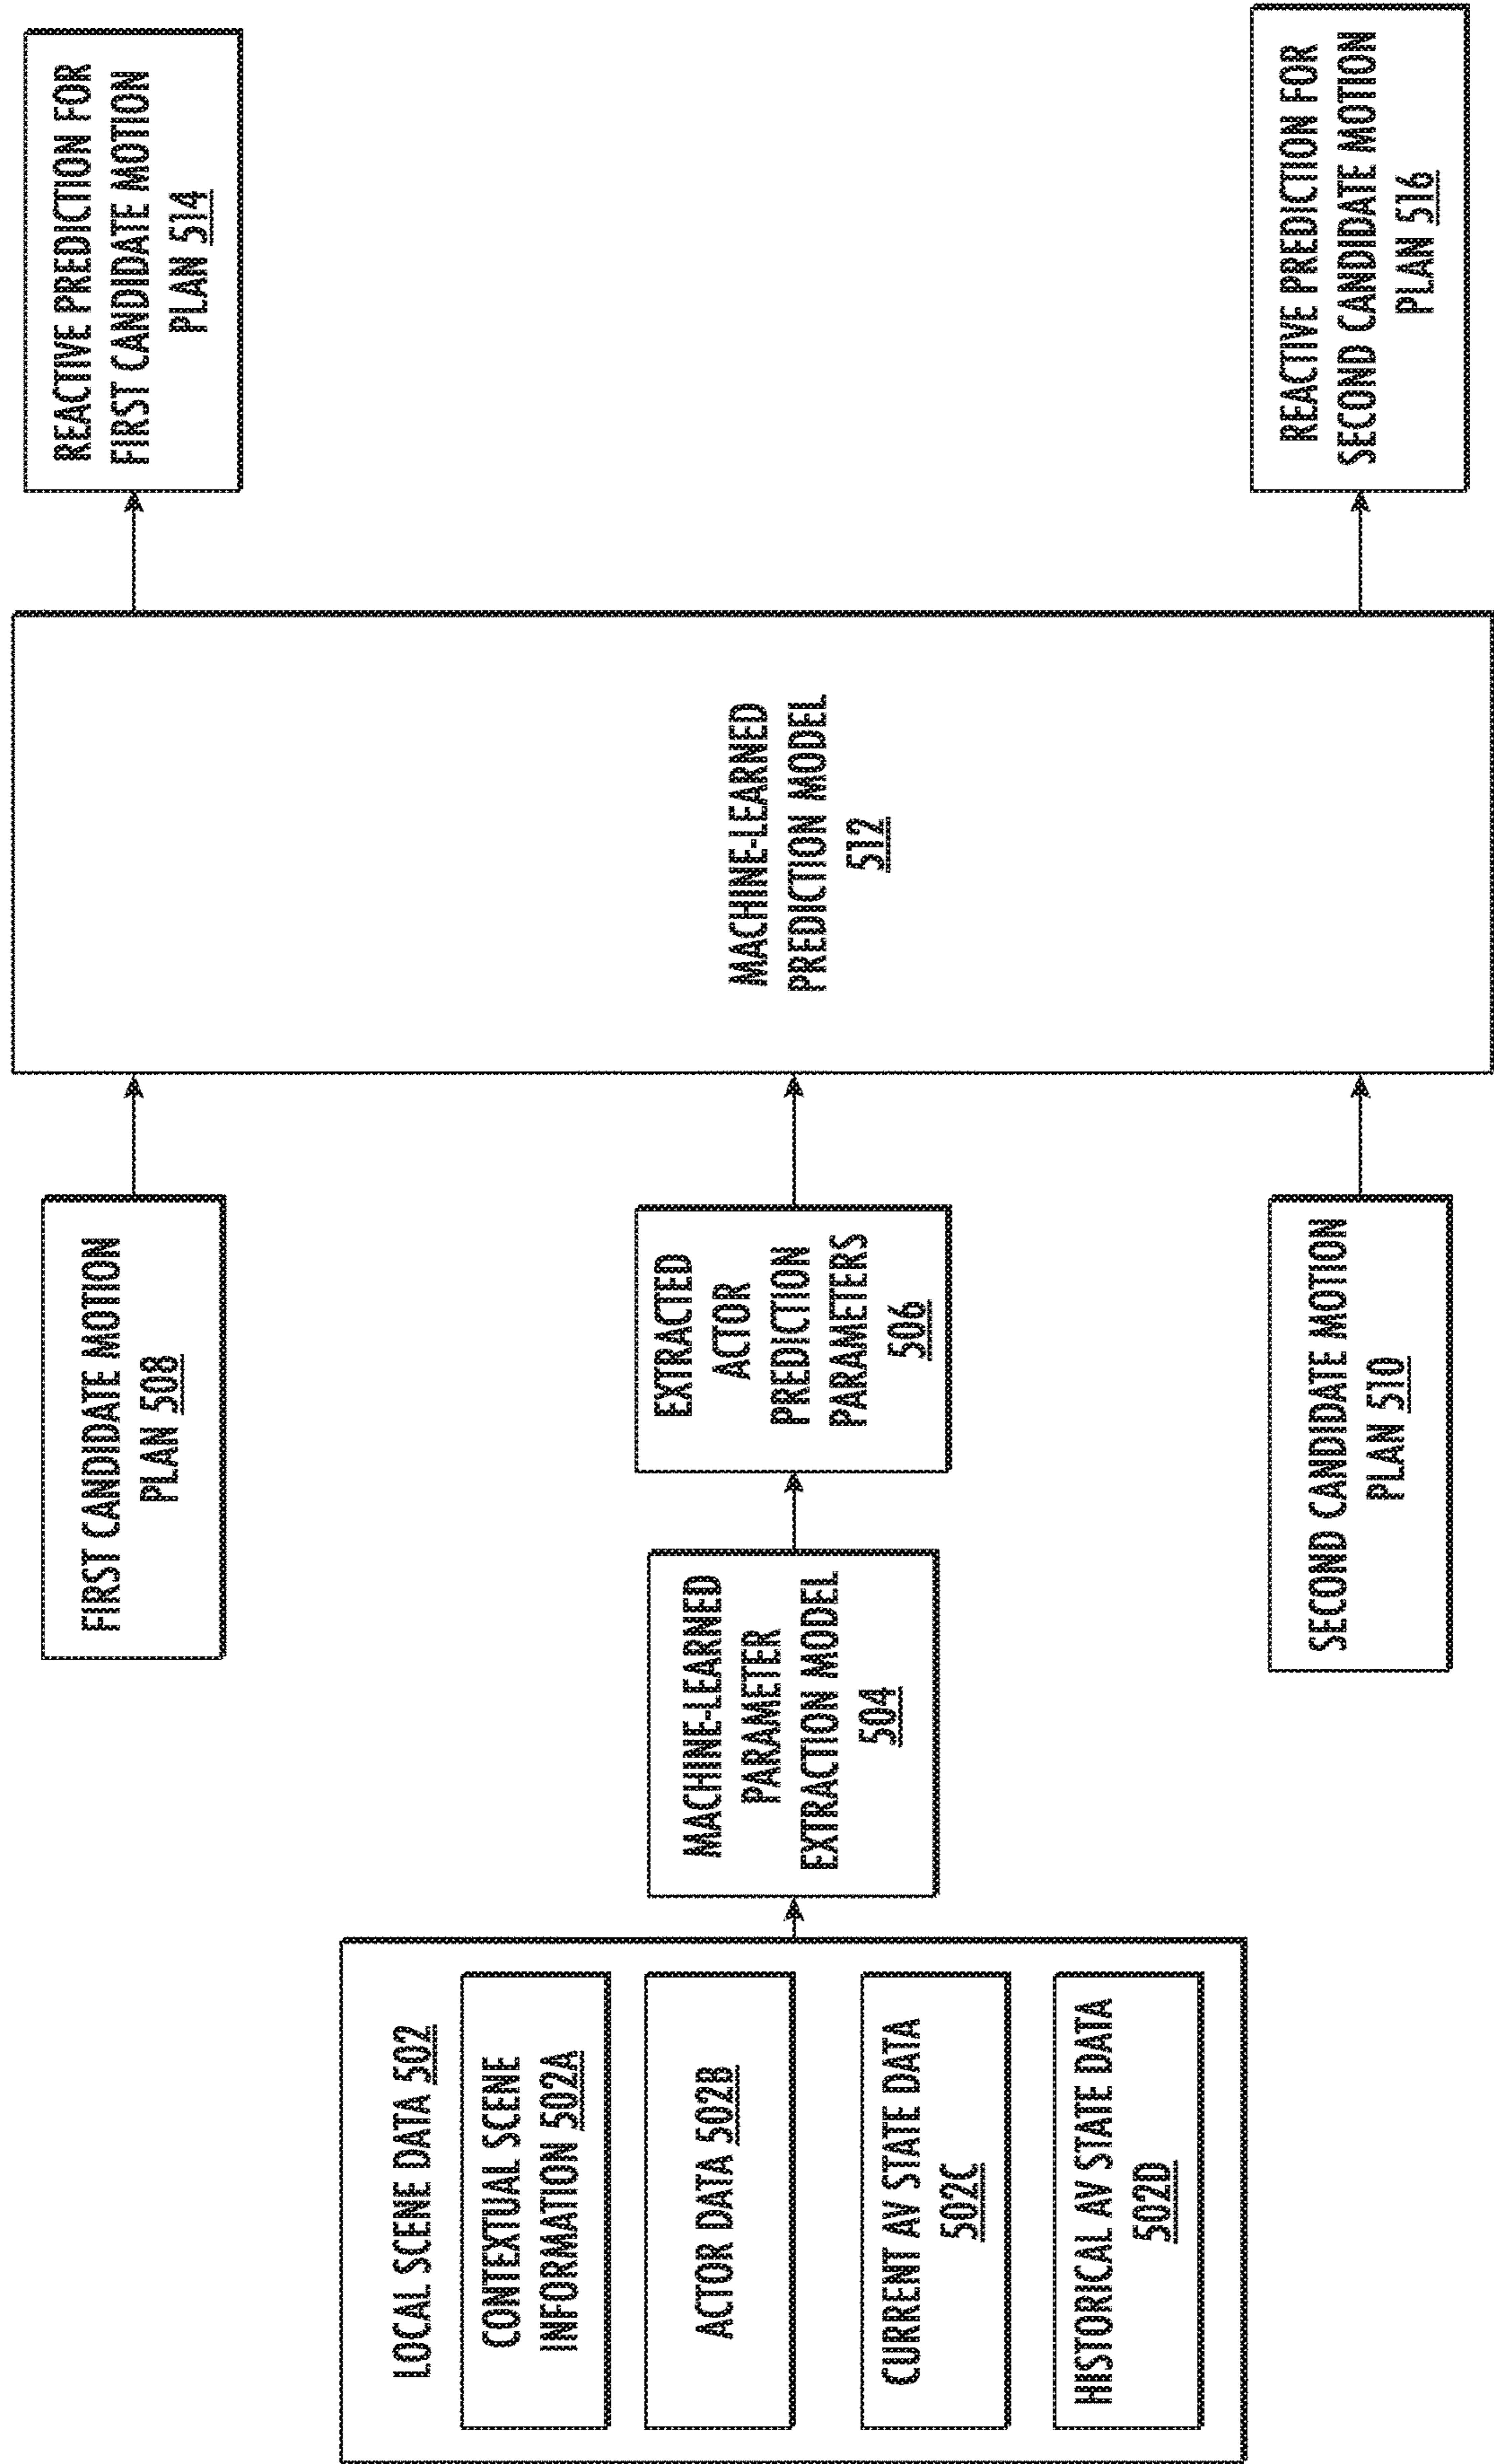 LOCAL SCENE DATA 502
CONTEXTUAL SCENE
INFORMATION 502A
ACTOR DATA 502B
CURRENT AV STATE DATA
502C
HISTORICAL AV STATE DATA
502D
MACHINE-LEARNED
PARAMETER
EXTRACTION MODEL
504
FIRST CANDIDATE MOTION
PLAN 508
EXTRACTED
ACTOR
PREDICTION
PARAMETERS
506
SECOND CANDIDATE MOTION
PLAN 510
MACHINE-LEARNED
PREDICTION MODEL
512
REACTIVE PREDICTION FOR
FIRST CANDIDATE MOTION
PLAN 514
REACTIVE PREDICTION FOR
SECOND CANDIDATE MOTION
PLAN 516